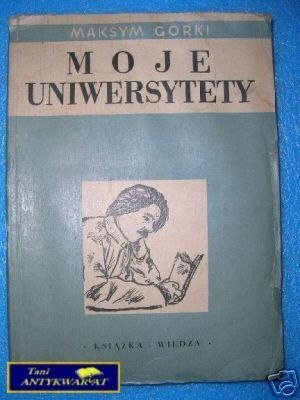 MAKSYM GORKI
MOJE
UNIWERSYTETY
• KSIĄŻKA i WIEDZA •
Tani
ANTYKWARIAT